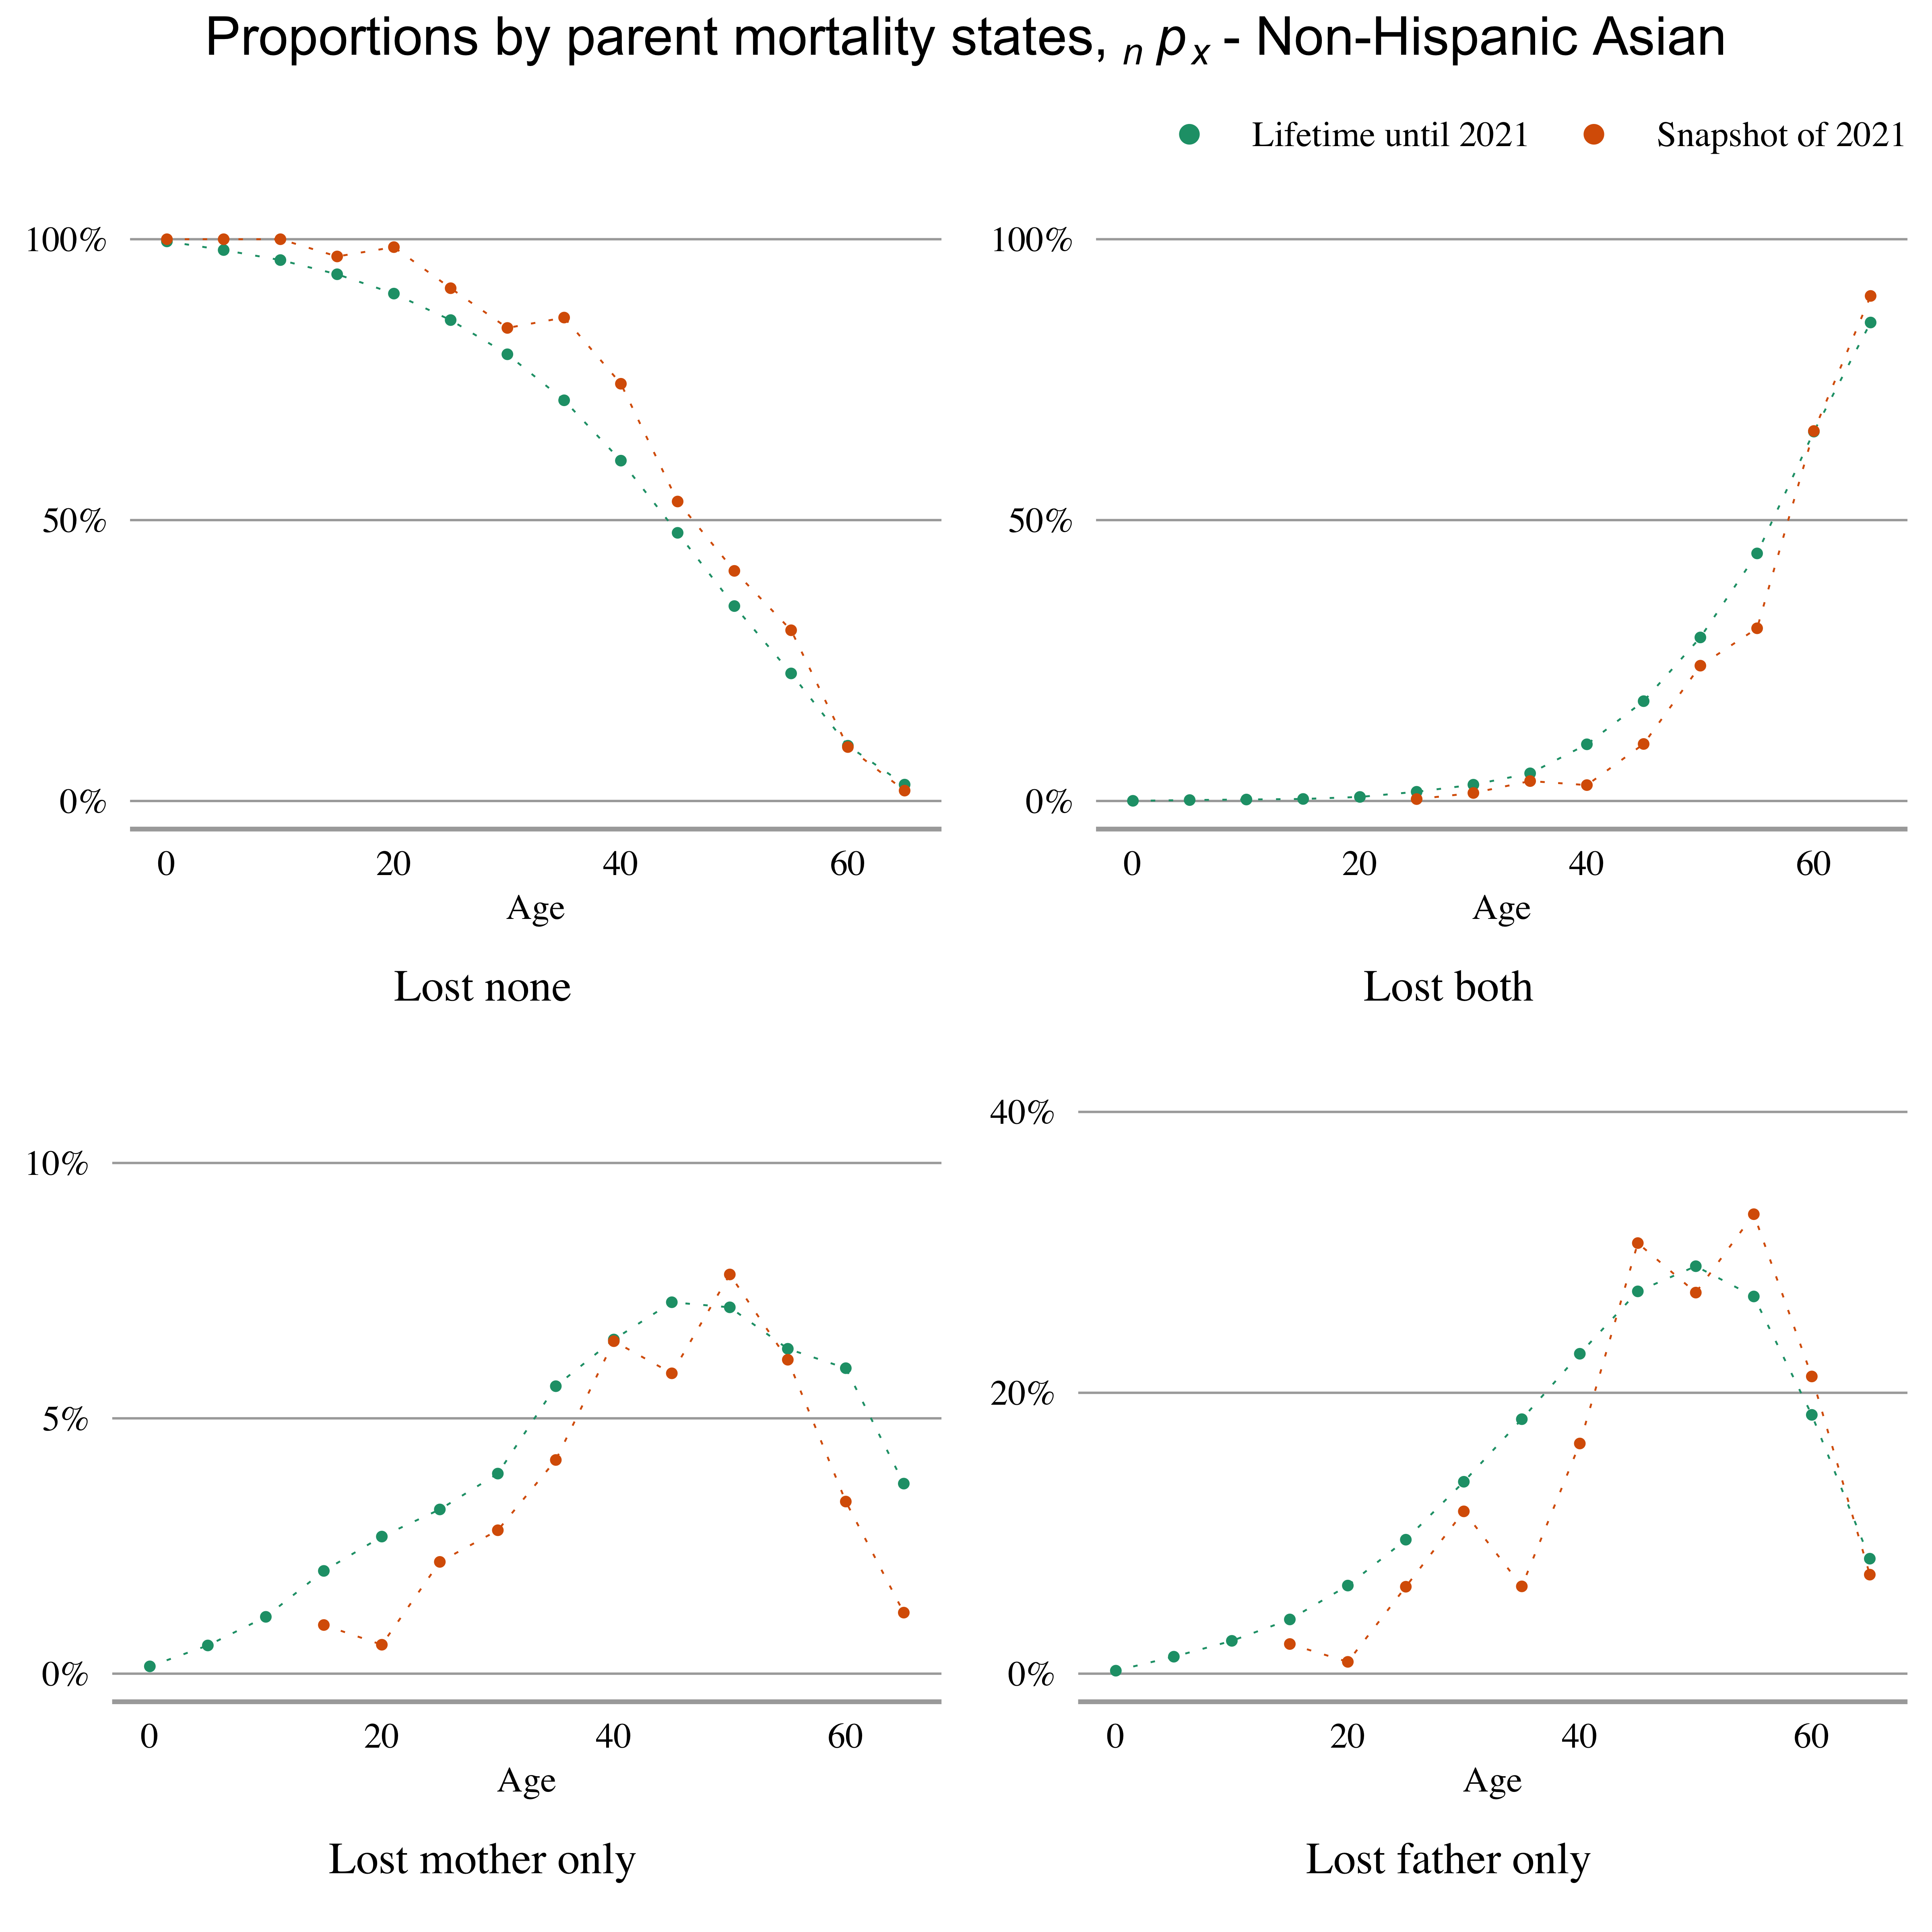 Proportions by parent mortality states, n p x - Non-Hispanic Asian
Lifetime until 2021 Snapshot of 2021
100%
50%
0%
0 20 40 60
Age
Lost none
100%
50%
0%
0 20 40 60
Age
Lost both
10%
5%
0%
0 20 40 60
Age
Lost mother only
40%
20%
0%
0 20 40 60
Age
Lost father only